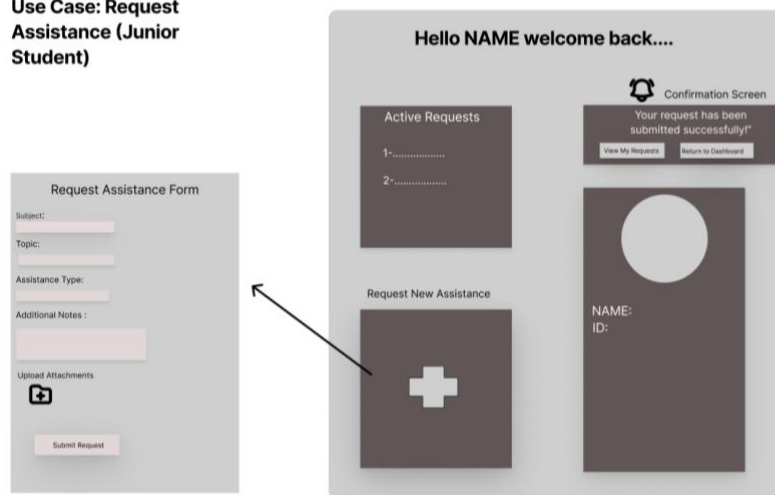 Use Case: Request
Assistance (Junior
Student)
Request Assistance Form
Subject:
Topic:
Assistance Type:
Additional Notes :
Upload Attachments
Submit Request
Hello NAME welcome back....
Active Requests
1-.................
2-.................
Request New Assistance
Confirmation Screen
Your request has been
submitted successfully!"
View My Requests
Return to Dashboard
NAME:
ID: